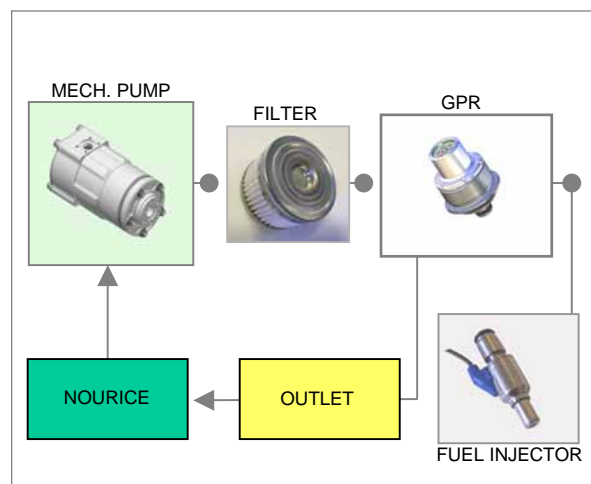 MECH. PUMP
FILTER
GPR
NOURICE
OUTLET
FUEL INJECTOR